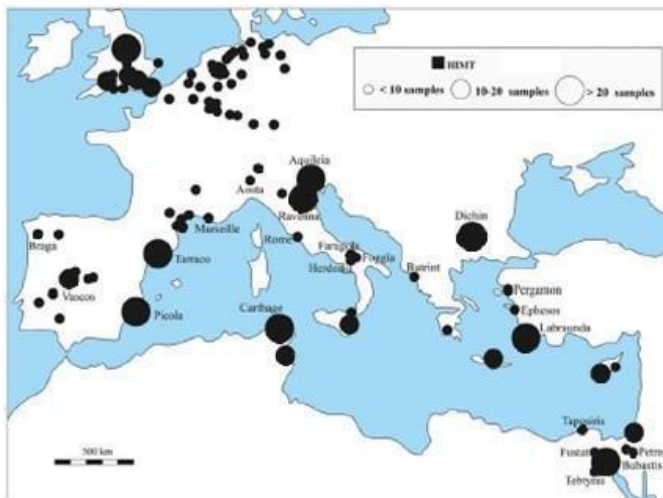 HIMT
< 10 samples 10-20 samples > 20 samples
Aquileia
Aosta
Ravenna
Dichin
Braga
Marseille
Rome
Faragola
Foggia
Herdonia
Butrint
Tarraco
Vascos
Pergamon
Ephesos
Picola
Carthage
Labraunda
Taposiris
500 km
Fustat
Petra
Bubastis
Tebtynis